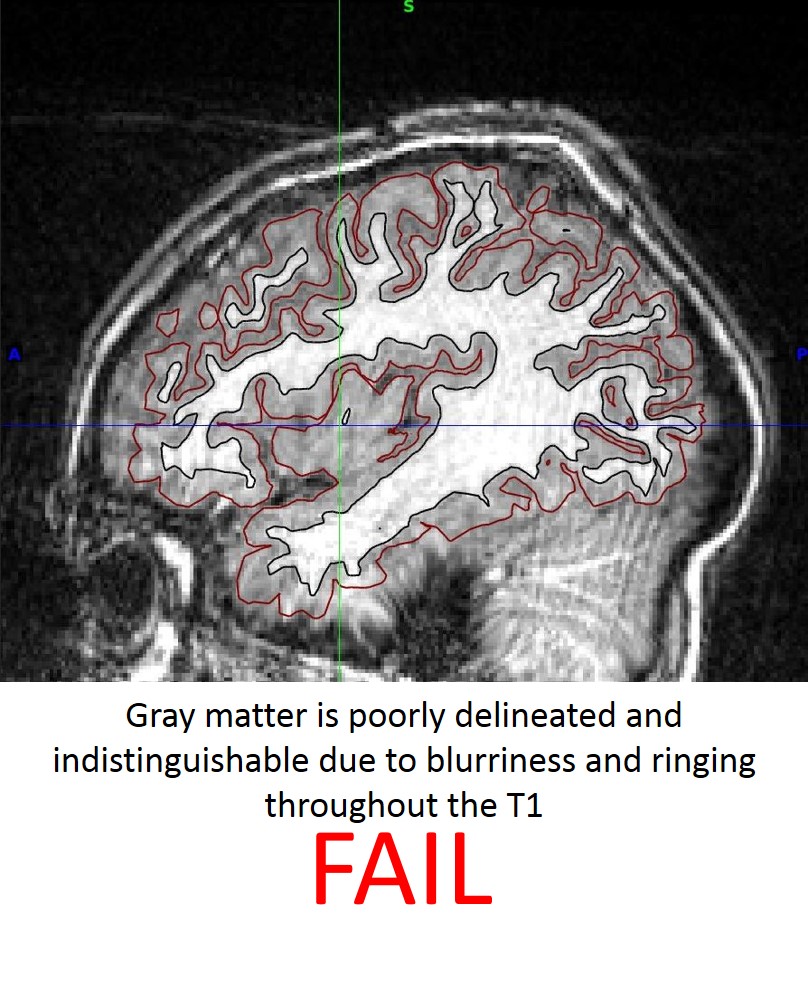 S
A
P
Gray matter is poorly delineated and
indistinguishable due to blurriness and ringing
throughout the T1
FAIL